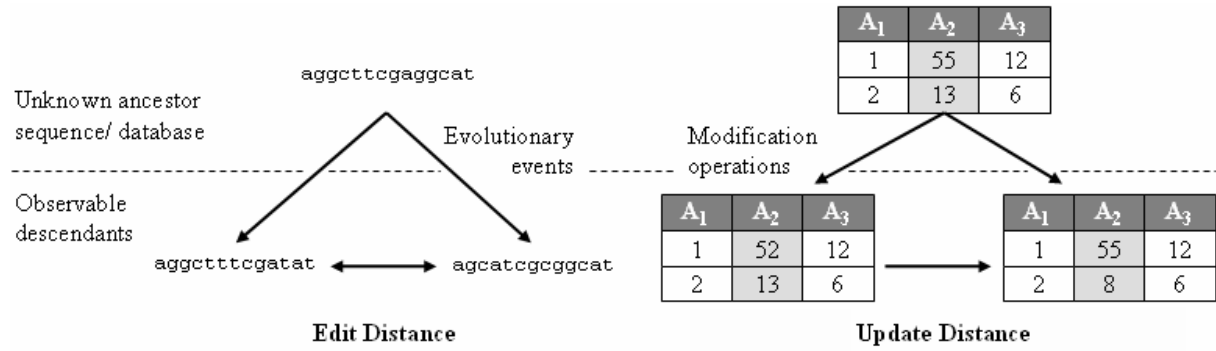 A1 A2 A3
1 55 12
2 13 6
aggcttcgaggcat
Unknown ancestor
sequence/ database
Evolutionary
events
Modification
operations
Observable
descendants
A1 A2 A3
1 52 12
2 13 6
A1 A2 A3
1 55 12
2 8 6
aggctttcgatat
agcatcgcggcat
Edit Distance
Update Distance